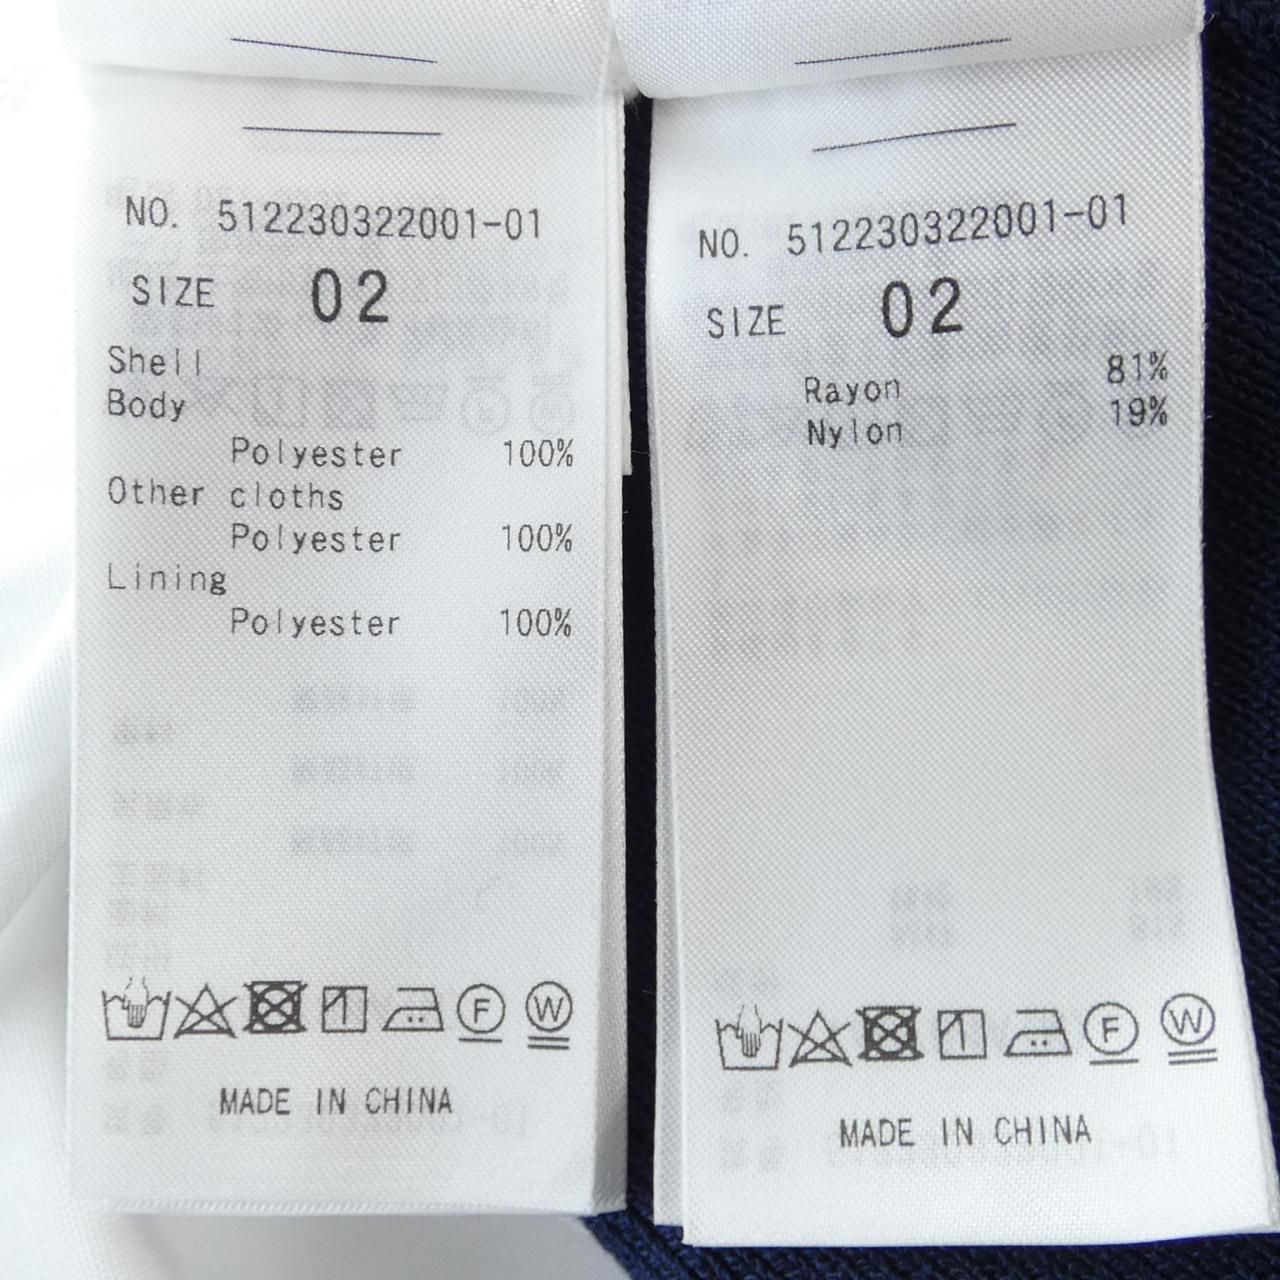 NO. 512230322001-01
SIZE 02
Shell
Body
Polyester 100%
Other cloths
Polyester 100%
Lining
Polyester 100%
F W
MADE IN CHINA
NO. 512230322001-01
SIZE 02
Rayon 81%
Nylon 19%
F W
MADE IN CHINA